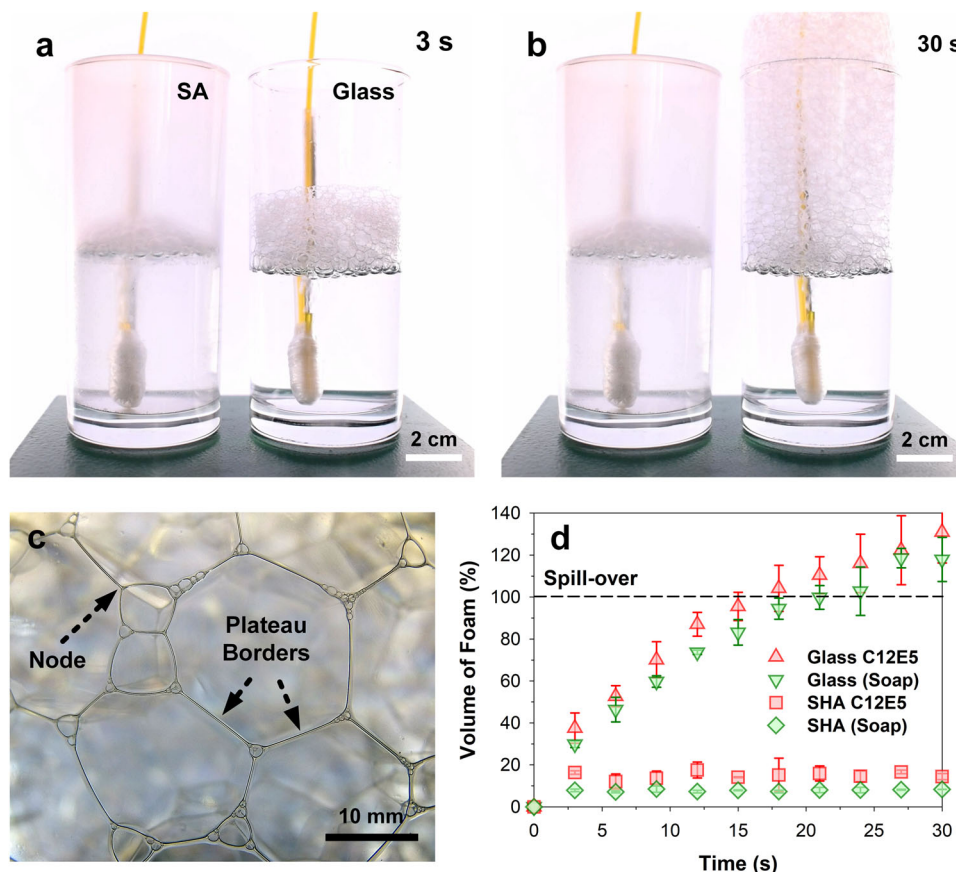 a
3 s
SA
Glass
2 cm
b
30 s
2 cm
c
Node
Plateau
Borders
10 mm
d
Volume of Foam (%)
140
120
100
80
60
40
20
0
Spill-over
Glass C12E5
Glass (Soap)
SHA C12E5
SHA (Soap)
0
5
10
15
20
25
30
Time (s)